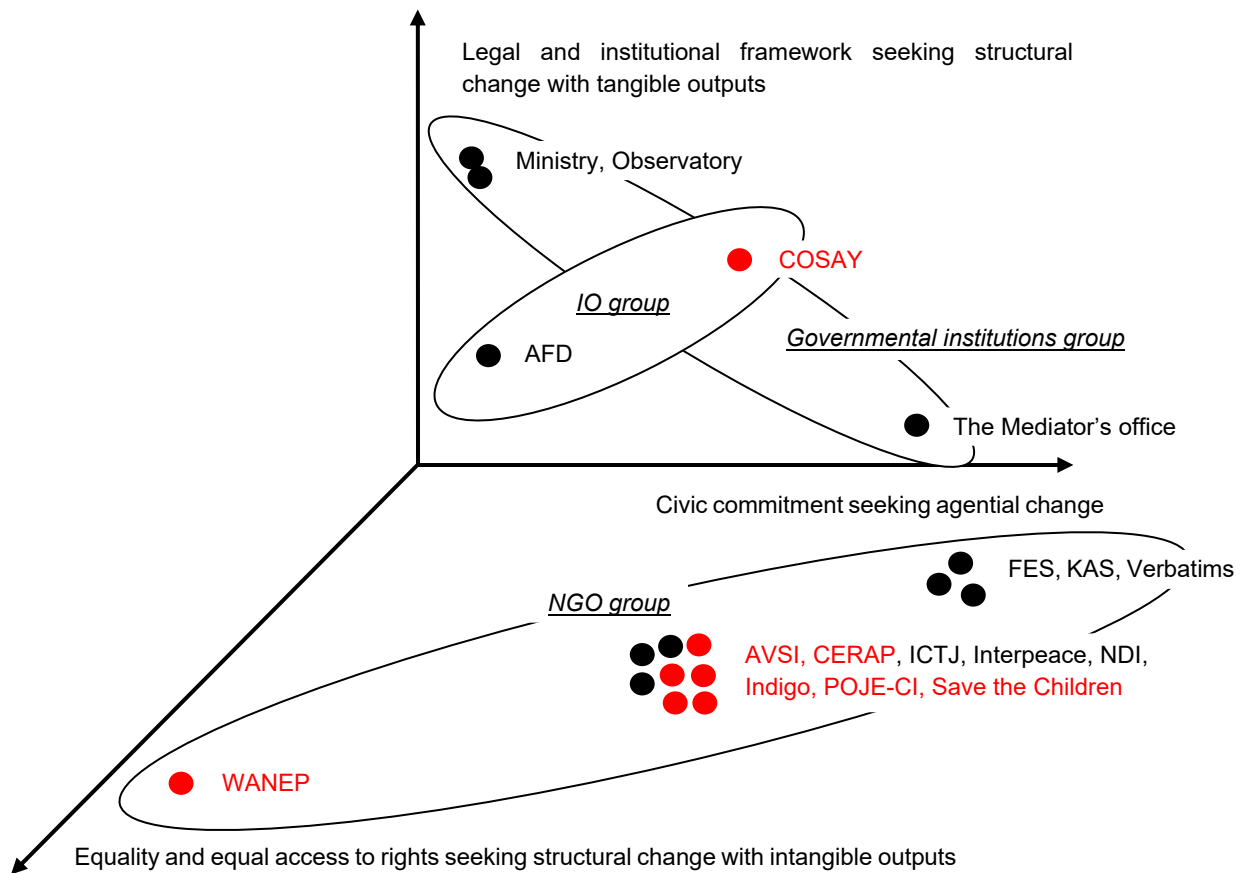 Legal and institutional framework seeking structural
change with tangible outputs
Ministry, Observatory
COSAY
IO group
Governmental institutions group
AFD
The Mediator’s office
Civic commitment seeking agential change
FES, KAS, Verbatims
NGO group
AVSI, CERAP, ICTJ, Interpeace, NDI,
Indigo, POJE-CI, Save the Children
WANEP
Equality and equal access to rights seeking structural change with intangible outputs